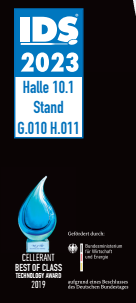 IDS
2023
Halle 10.1
Stand
G.010 H.011
CELLERANT
BEST OF CLASS
TECHNOLOGY AWARD
2019
Gefördert durch:
Bundesministerium
für Wirtschaft
und Energie
aufgrund eines Beschlusses
des Deutschen Bundestages